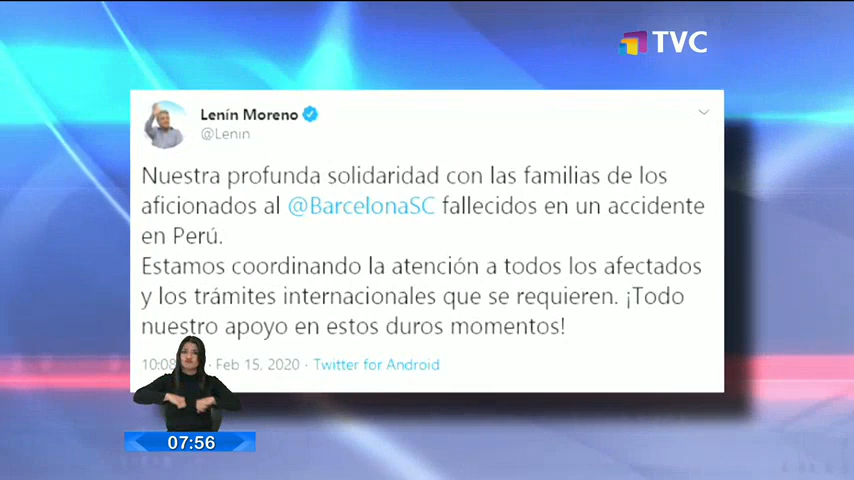 TVC
Lenín Moreno
@Lenin
Nuestra profunda solidaridad con las familias de los
aficionados al @BarcelonaSC fallecidos en un accidente
en Perú.
Estamos coordinando la atención a todos los afectados
y los trámites internacionales que se requieren. ¡Todo
nuestro apoyo en estos duros momentos!
10:08 · Feb 15, 2020 · Twitter for Android
07:56